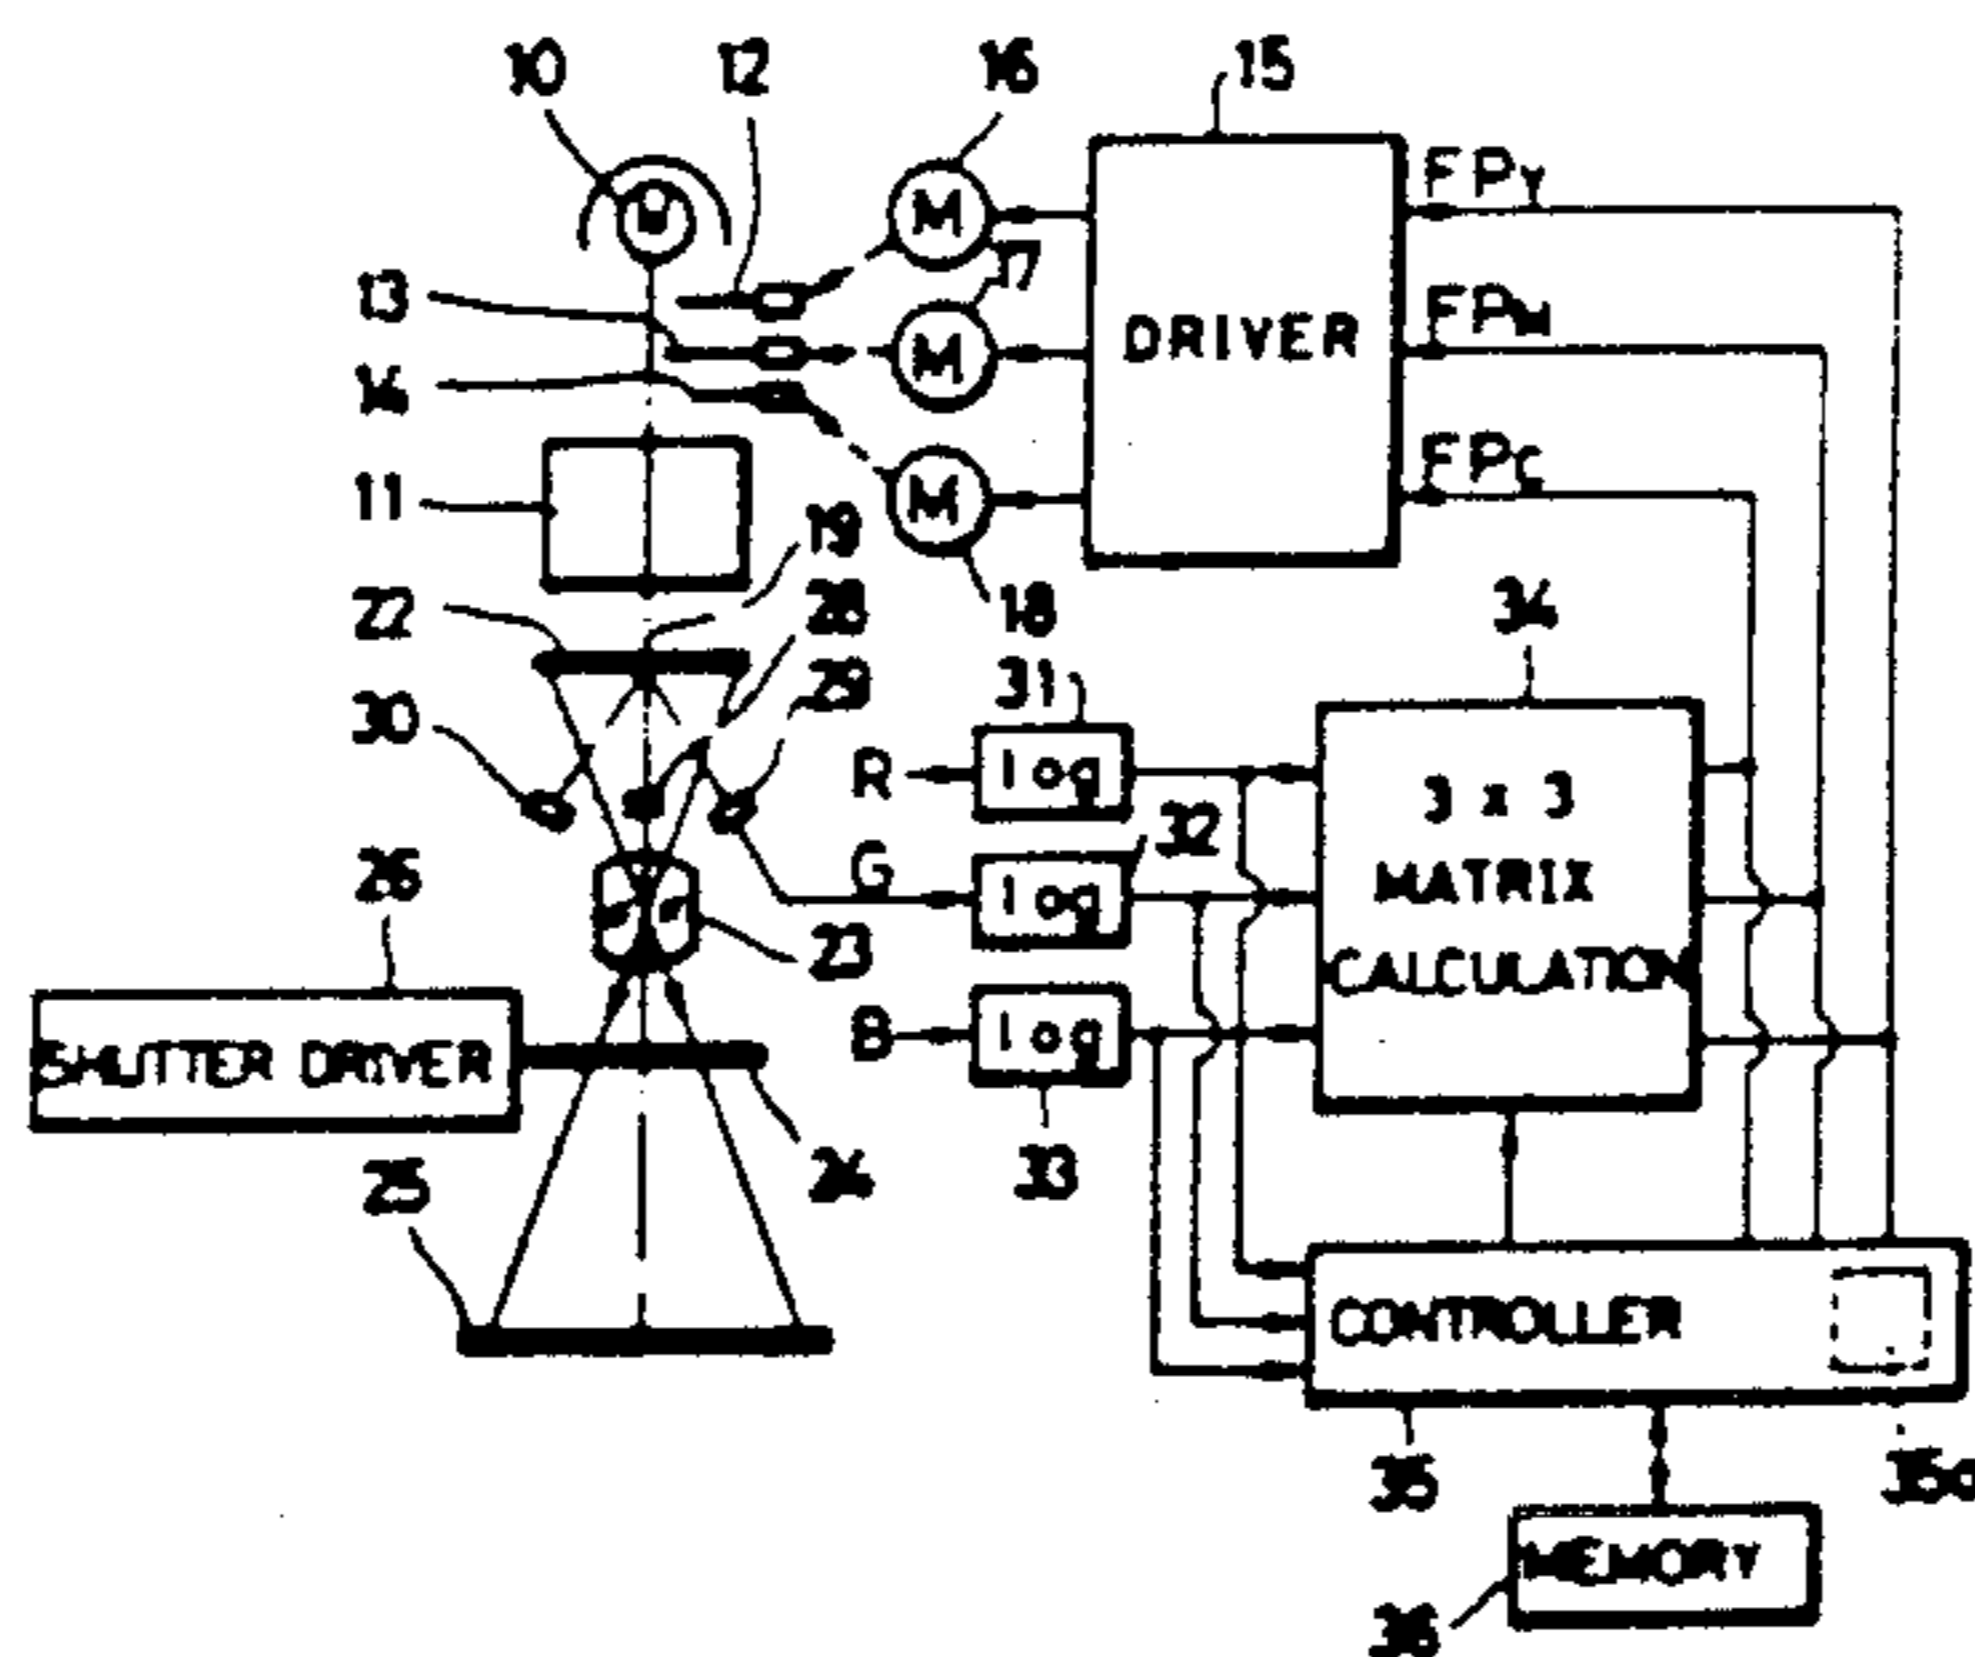 10
12
16
15
FPY
M
17
13
FPM
M
DRIVER
14
FPC
11
M
19
18
22
28
34
29
31
30
R
log
3 x 3
32
MATRIX
26
G
log
23
CALCULATION
B
log
SHUTTER DRIVER
24
33
25
CONTROLLER
35
35a
MEMORY
36